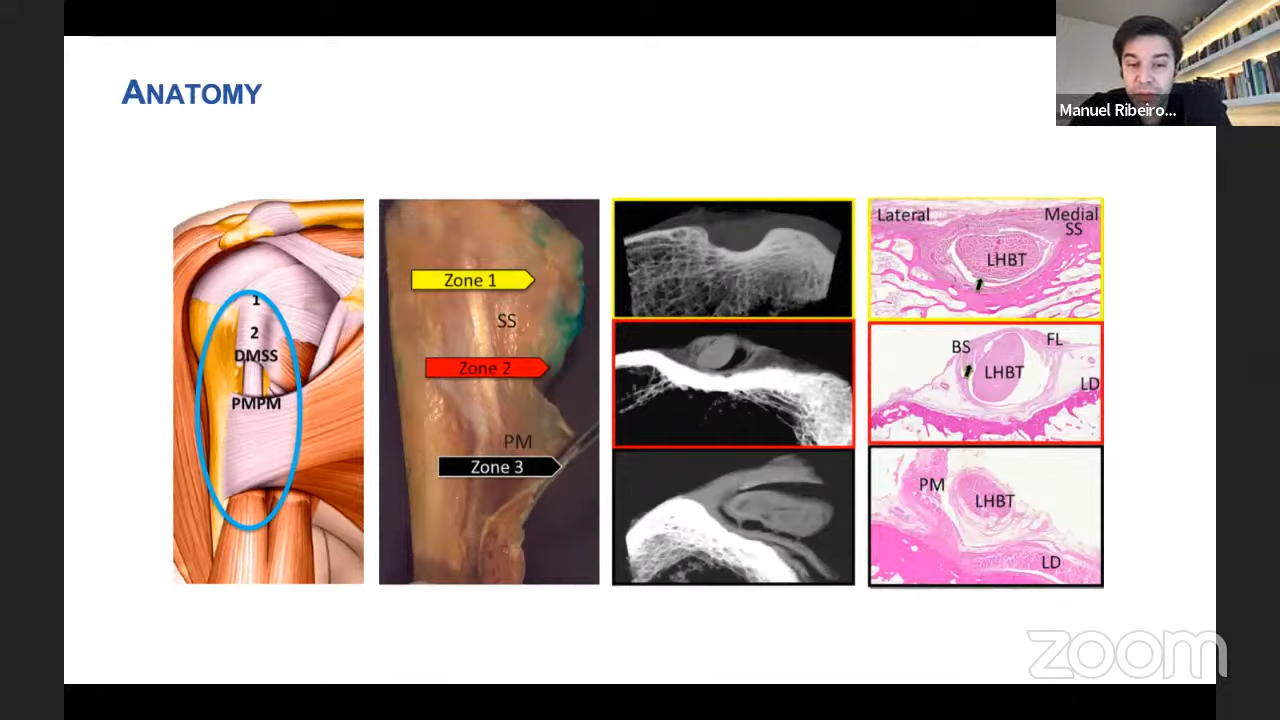 ANATOMY
Manuel Ribeiro...
1
2
DMSS
PMPM
Zone 1
SS
Zone 2
PM
Zone 3
Lateral
Medial
SS
LHBT
BS
FL
LHBT
LD
PM
LHBT
LD
zoom